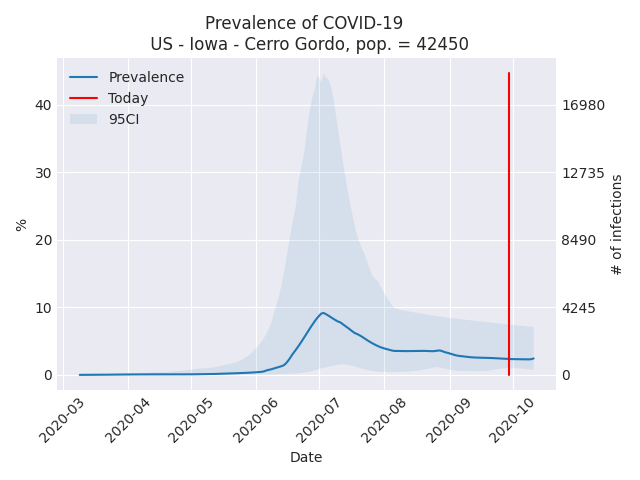 Prevalence of COVID-19
US - Iowa - Cerro Gordo, pop. = 42450
Prevalence
Today
95CI
40
30
20
10
0
%
16980
12735
8490
4245
0
# of infections
2020-03
2020-04
2020-05
2020-06
2020-07
2020-08
2020-09
2020-10
Date